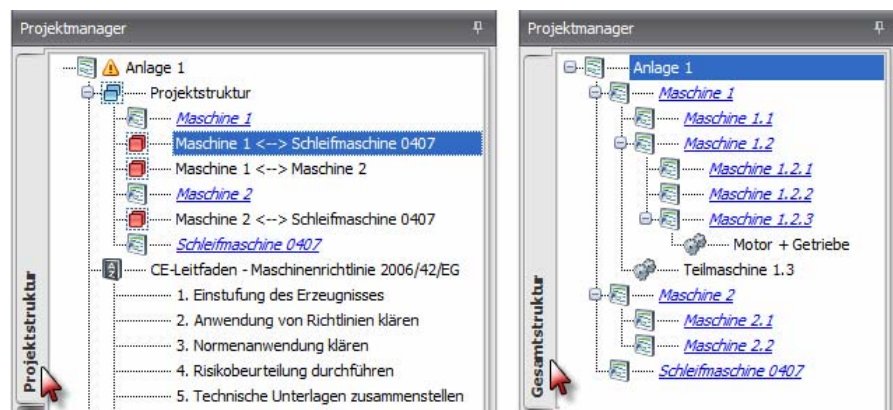 Projektmanager
Anlage 1
Projektstruktur
Maschine 1
Maschine 1 <--> Schleifmaschine 0407
Maschine 1 <--> Maschine 2
Maschine 2
Maschine 2 <--> Schleifmaschine 0407
Schleifmaschine 0407
CE-Leitfaden - Maschinenrichtlinie 2006/42/EG
1. Einstufung des Erzeugnisses
2. Anwendung von Richtlinien klären
3. Normenanwendung klären
4. Risikobeurteilung durchführen
5. Technische Unterlagen zusammenstellen
Projektstruktur
Projektmanager
Anlage 1
Maschine 1
Maschine 1.1
Maschine 1.2
Maschine 1.2.1
Maschine 1.2.2
Maschine 1.2.3
Motor + Getriebe
Teilmaschine 1.3
Maschine 2
Maschine 2.1
Maschine 2.2
Schleifmaschine 0407
Gesamtstruktur